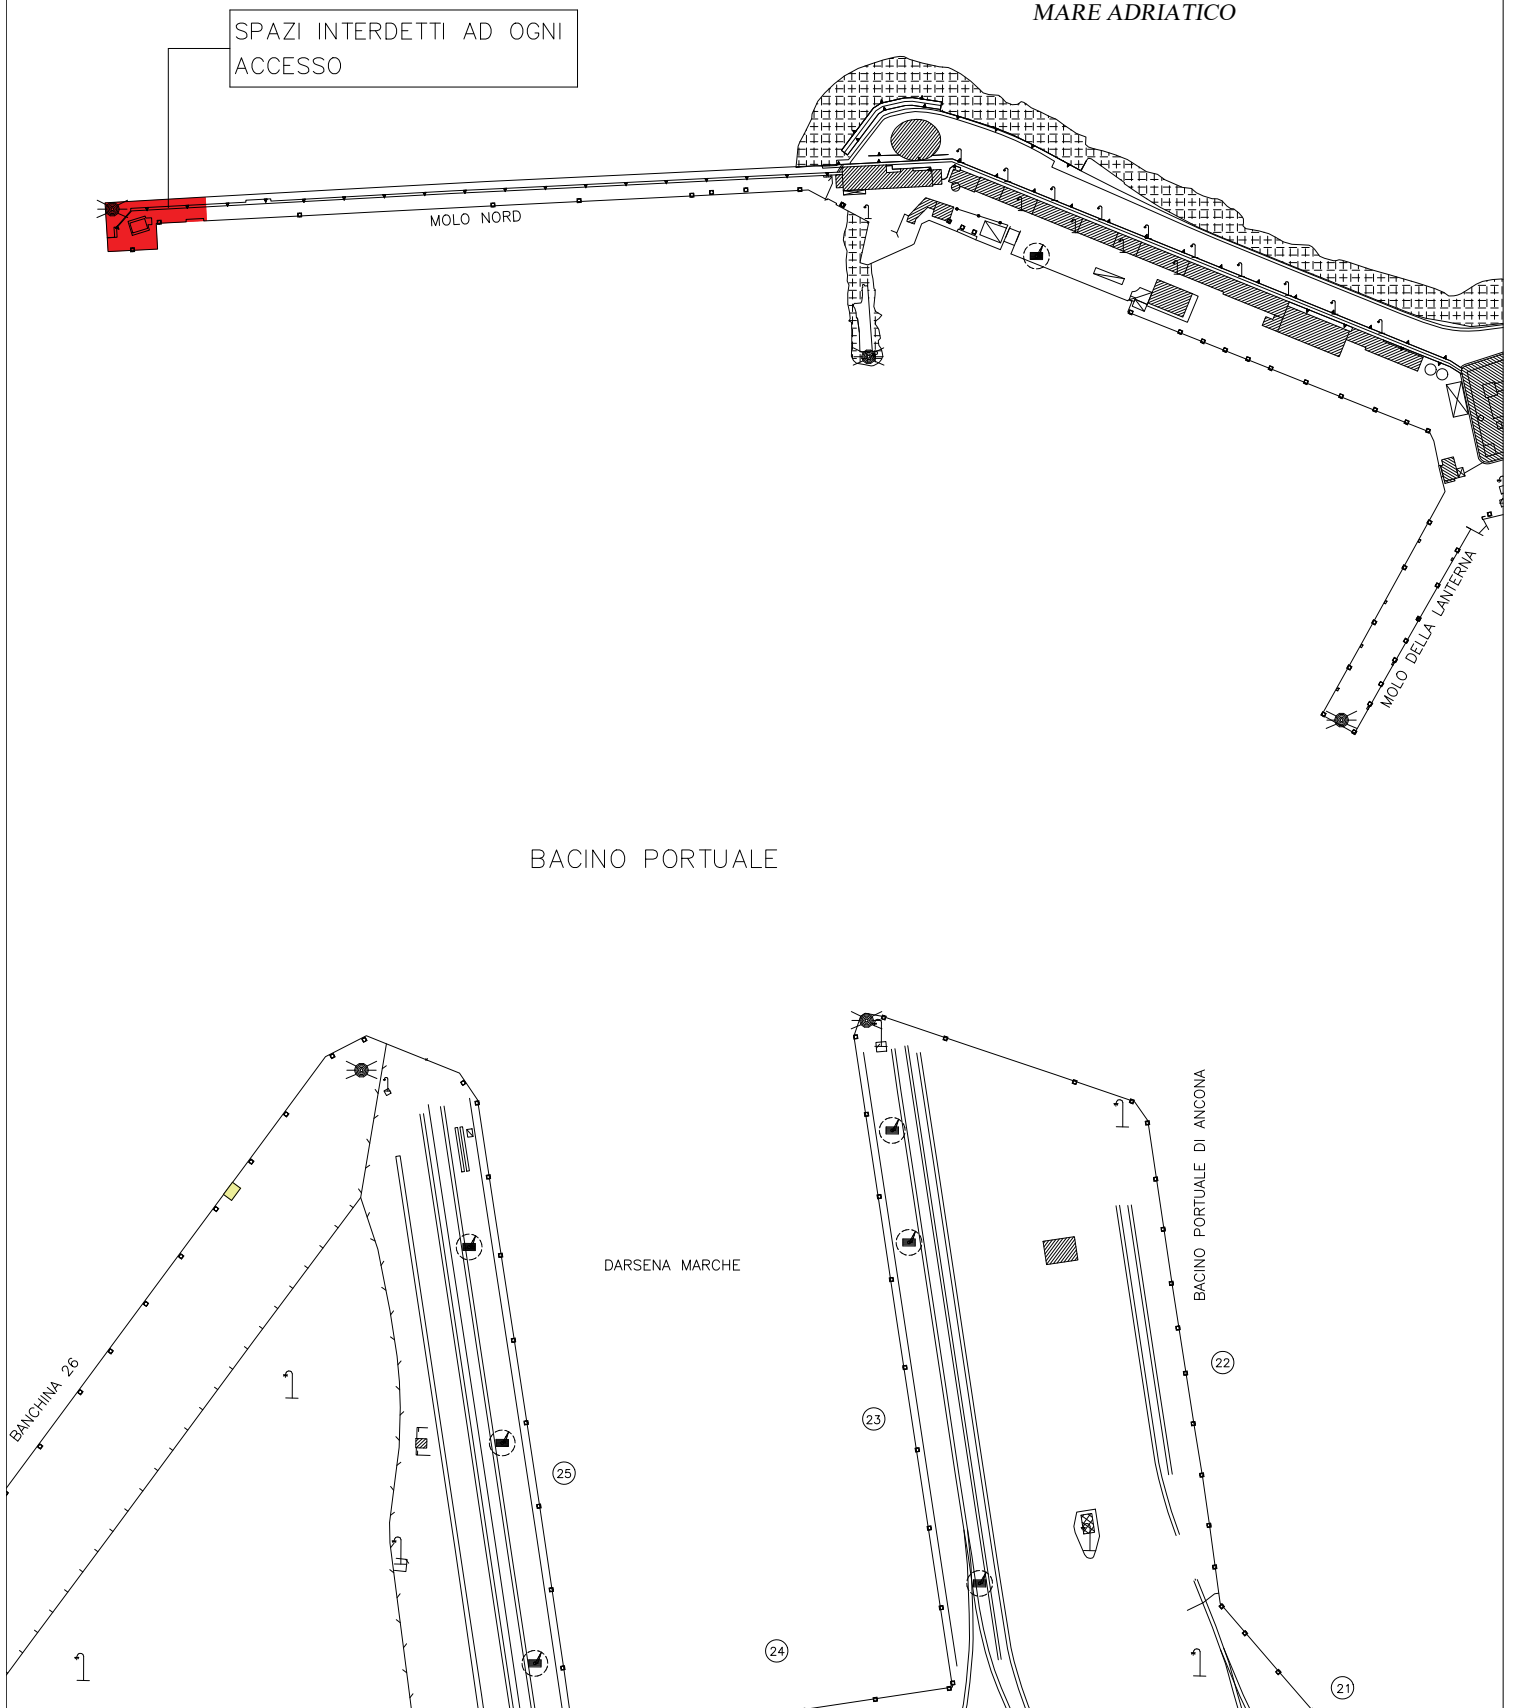 MARE ADRIATICO
SPAZI INTERDETTI AD OGNI
ACCESSO
MOLO NORD
MOLO DELLA LANTERNA
BACINO PORTUALE
BACINO PORTUALE DI ANCONA
DARSENA MARCHE
BANCHINA 26
22
23
25
24
21